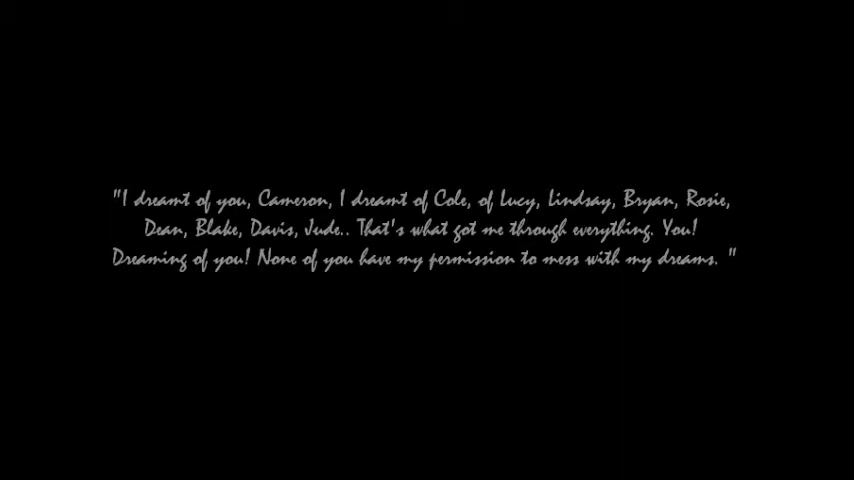 "I dreamt of you, Cameron, I dreamt of Cole, of Lucy, Lindsay, Bryan, Rosie,
Dean, Blake, Davis, Jude.. That's what got me through everything. You!
Dreaming of you! None of you have my permission to mess with my dreams. "